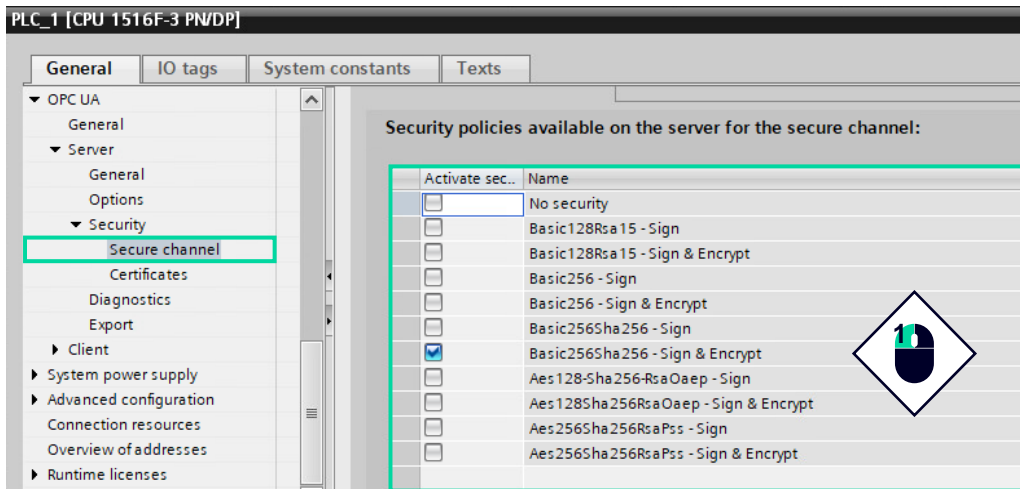 PLC_1 [CPU 1516F-3 PN/DP]
General IO tags System constants Texts
OPC UA
General
Server
General
Options
Security
Secure channel
Certificates
Diagnostics
Export
Client
System power supply
Advanced configuration
Connection resources
Overview of addresses
Runtime licenses
Security policies available on the server for the secure channel:
Activate sec.. Name
No security
Basic128Rsa15 - Sign
Basic128Rsa15 - Sign & Encrypt
Basic256 - Sign
Basic256 - Sign & Encrypt
Basic256Sha256 - Sign
Basic256Sha256 - Sign & Encrypt
Aes128-Sha256-RsaOaep - Sign
Aes128Sha256RsaOaep - Sign & Encrypt
Aes256Sha256RsaPss - Sign
Aes256Sha256RsaPss - Sign & Encrypt
1